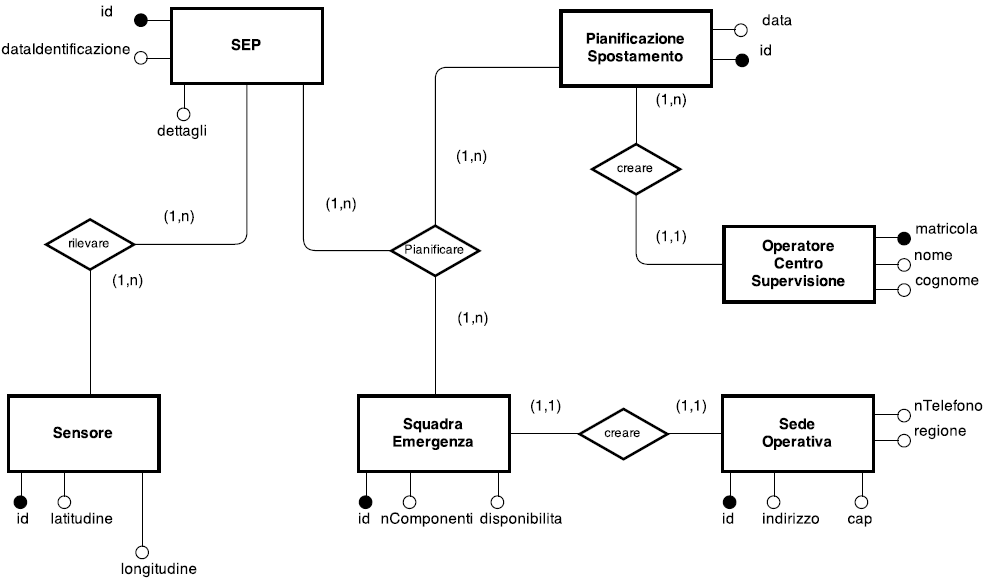 id
SEP
dataIdentificazione
dettagli
Pianificazione
Spostamento
data
id
(1,n)
(1,n)
creare
(1,n)
(1,n)
rilevare
(1,n)
Pianificare
(1,1)
Operatore
Centro
Supervisione
matricola
nome
cognome
(1,n)
Sensore
id
latitudine
longitudine
Squadra
Emergenza
id
nComponenti
disponibilita
(1,1)
creare
(1,1)
Sede
Operativa
nTelefono
regione
id
indirizzo
cap